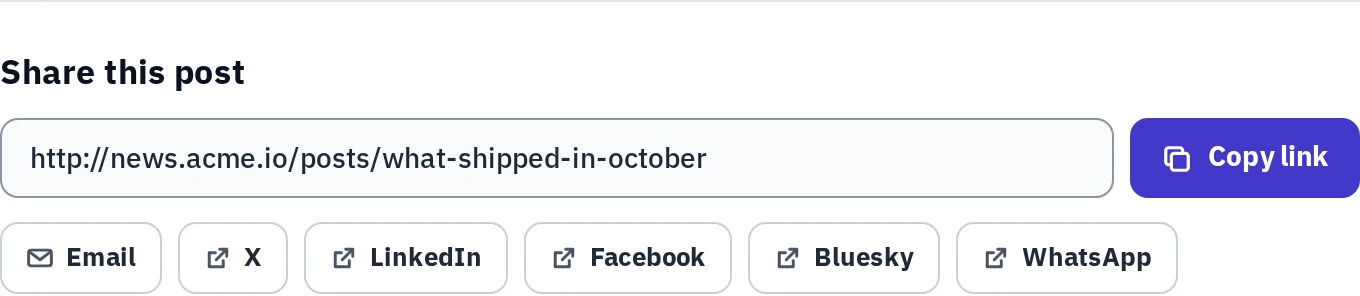 Share this post
http://news.acme.io/posts/what-shipped-in-october
Copy link
Email X LinkedIn Facebook Bluesky WhatsApp